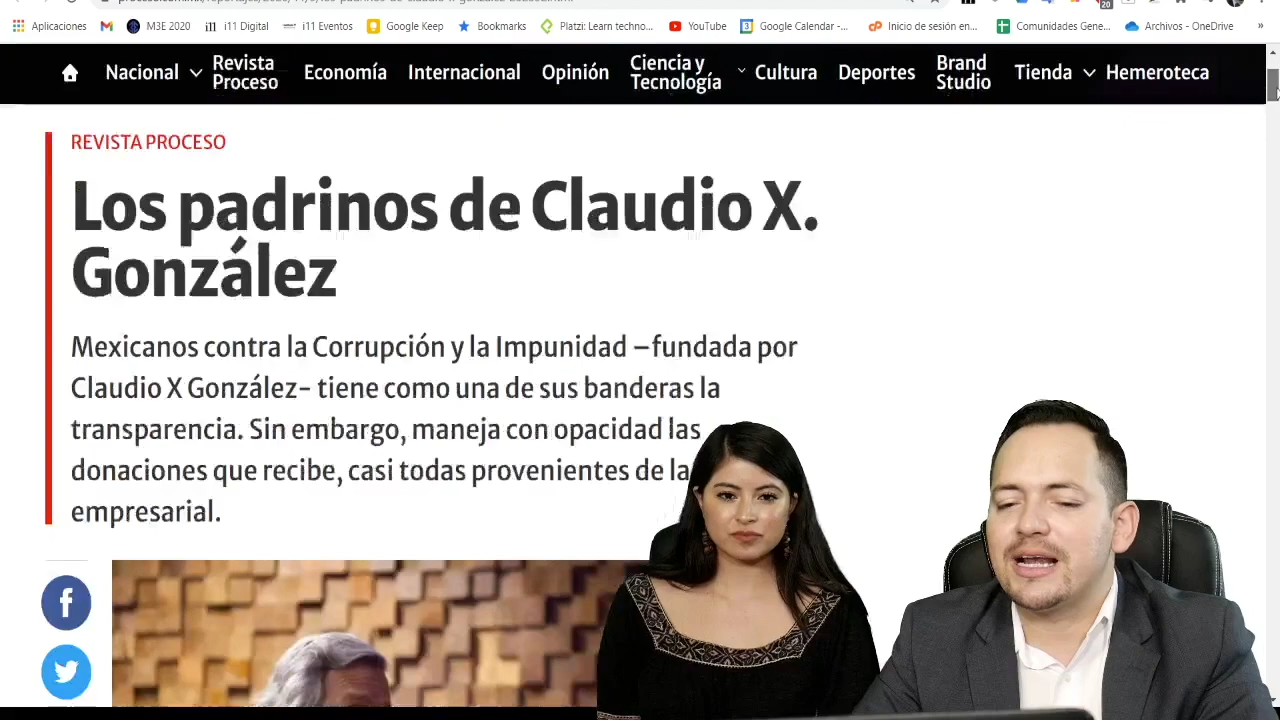 Aplicaciones M3E 2020 i11 Digital i11 Eventos Google Keep Bookmarks Platzi: Learn techno... YouTube Google Calendar -... Inicio de sesión en... Comunidades Gene... Archivos - OneDrive
Nacional Revista Proceso Economía Internacional Opinión Ciencia y Tecnología Cultura Deportes Brand Studio Tienda Hemeroteca
REVISTA PROCESO
Los padrinos de Claudio X.
González
Mexicanos contra la Corrupción y la Impunidad –fundada por
Claudio X González- tiene como una de sus banderas la
transparencia. Sin embargo, maneja con opacidad las
donaciones que recibe, casi todas provenientes de la
empresarial.